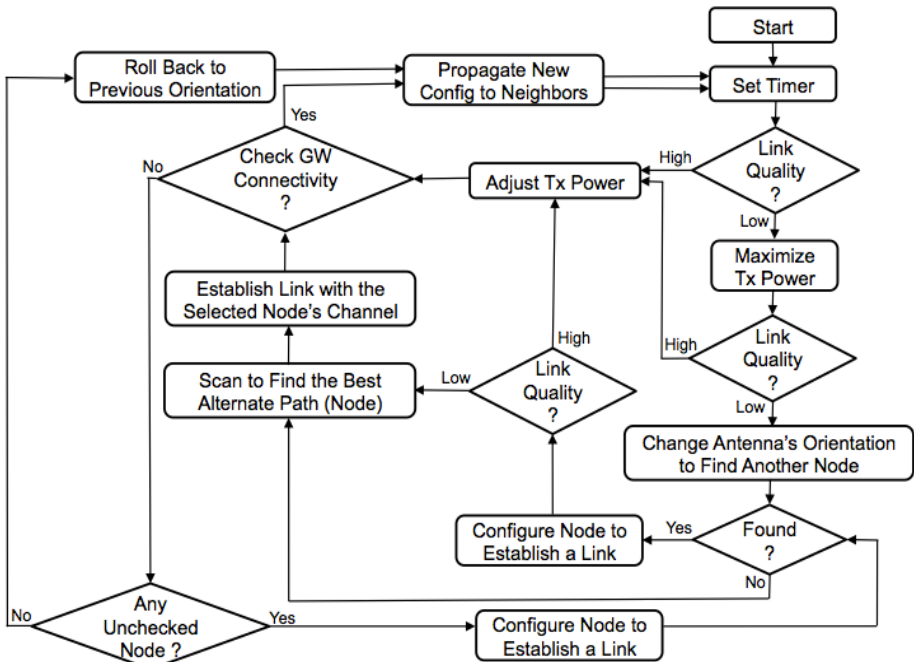 Start
Roll Back to
Previous Orientation
Propagate New
Config to Neighbors
Set Timer
Yes
No
Check GW
Connectivity
?
Adjust Tx Power
High
Link
Quality
?
Low
Maximize
Tx Power
Establish Link with the
Selected Node's Channel
High
Link
Quality
?
High
Low
Scan to Find the Best
Alternate Path (Node)
Low
Link
Quality
?
Change Antenna's Orientation
to Find Another Node
Configure Node to
Establish a Link
Yes
Found
?
No
No
Any
Unchecked
Node ?
Yes
Configure Node to
Establish a Link